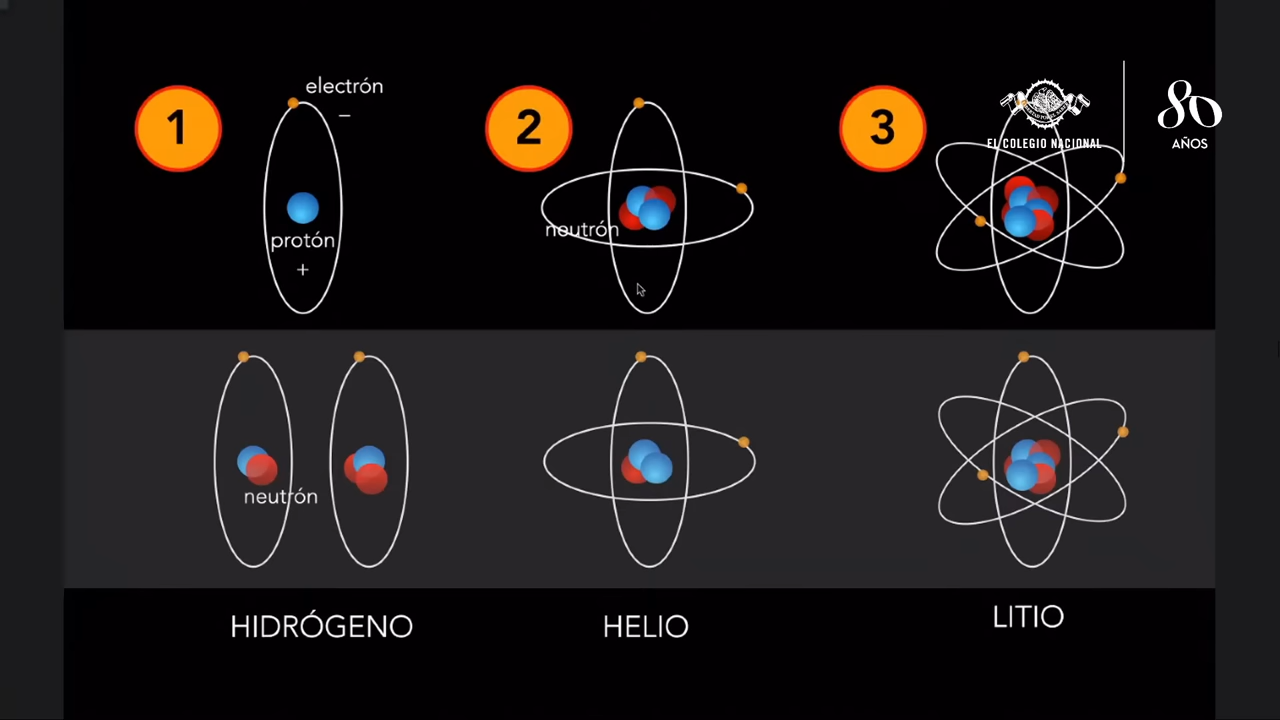 1
electrón
−
protón
+
2
neutrón
3
EL COLEGIO NACIONAL
80
AÑOS
neutrón
HIDRÓGENO
HELIO
LITIO